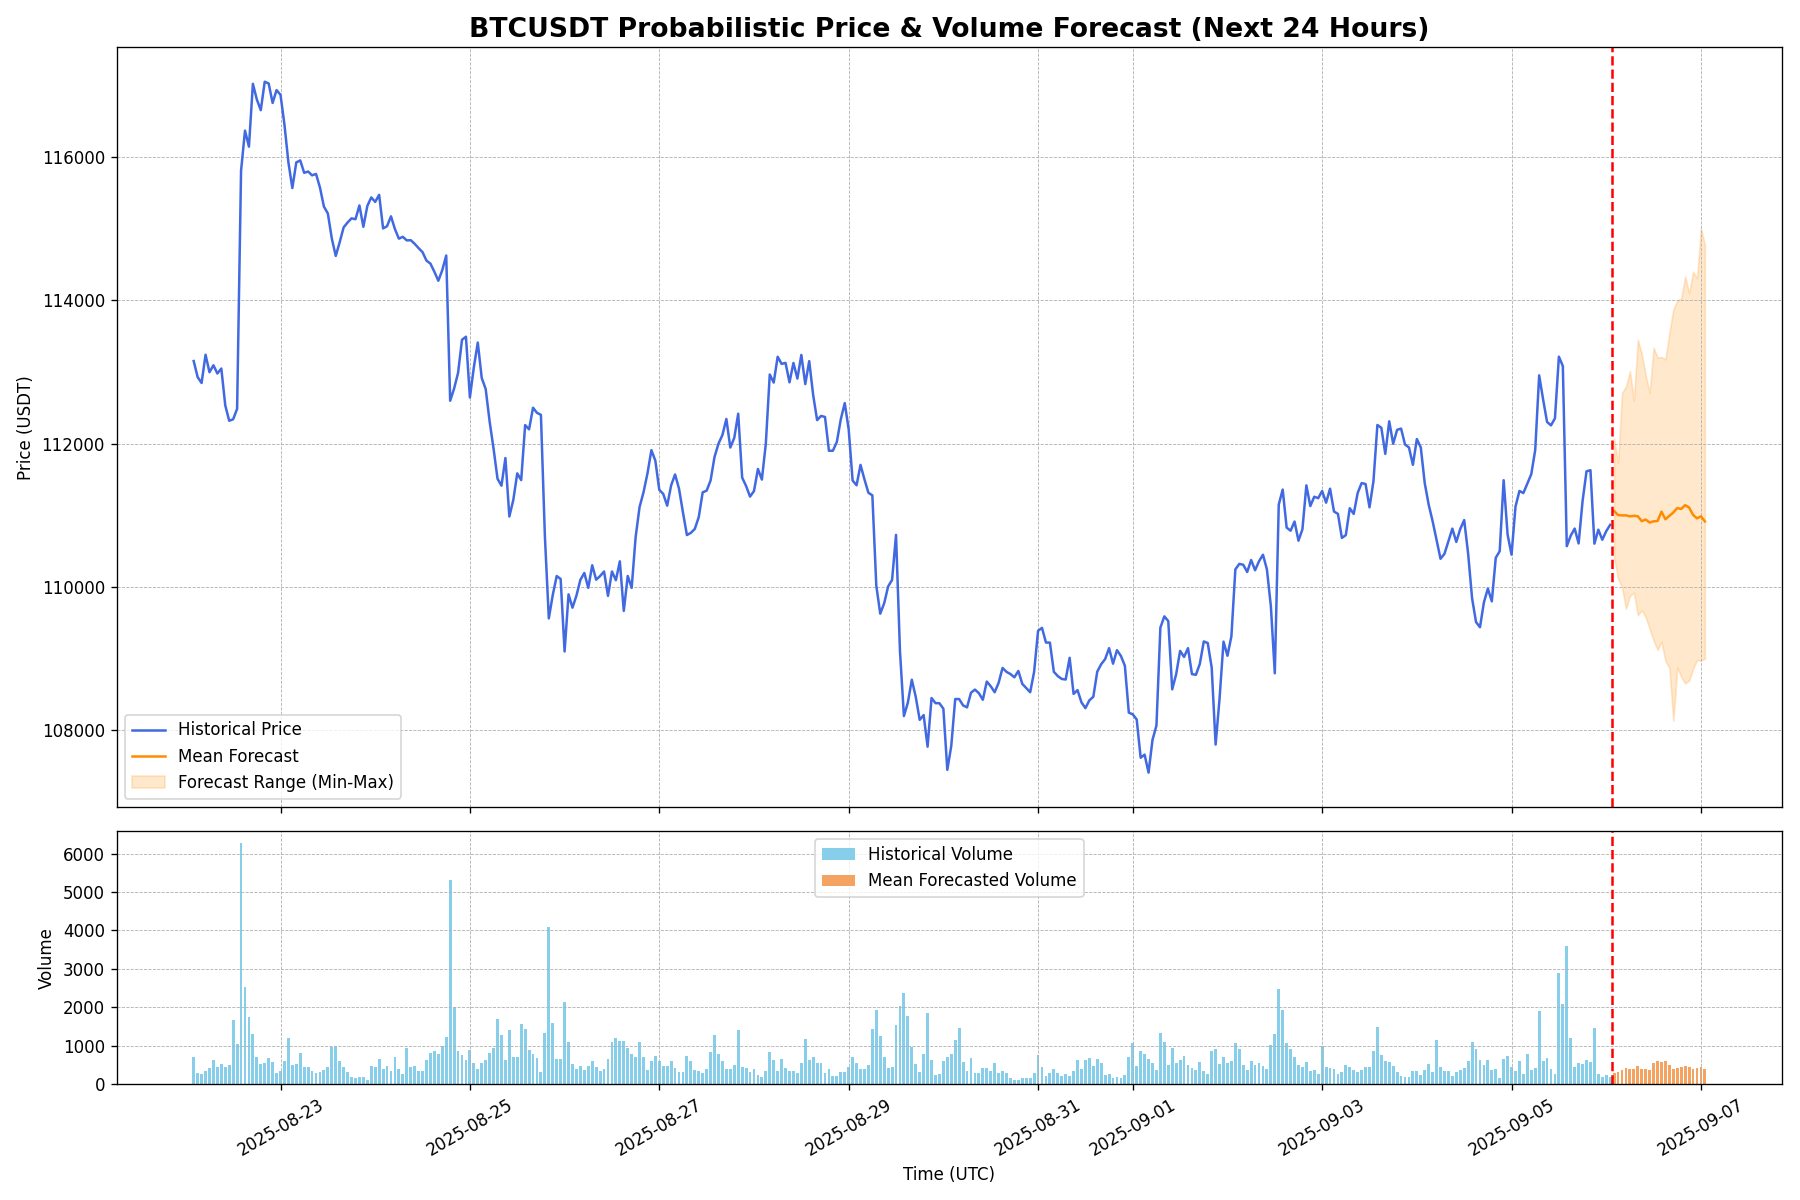 BTCUSDT Probabilistic Price & Volume Forecast (Next 24 Hours)
Price (USDT)
116000
114000
112000
110000
108000
Historical Price
Mean Forecast
Forecast Range (Min-Max)
Volume
6000
5000
4000
3000
2000
1000
0
Historical Volume
Mean Forecasted Volume
2025-08-23
2025-08-25
2025-08-27
2025-08-29
2025-08-31
2025-09-01
2025-09-03
2025-09-05
2025-09-07
Time (UTC)